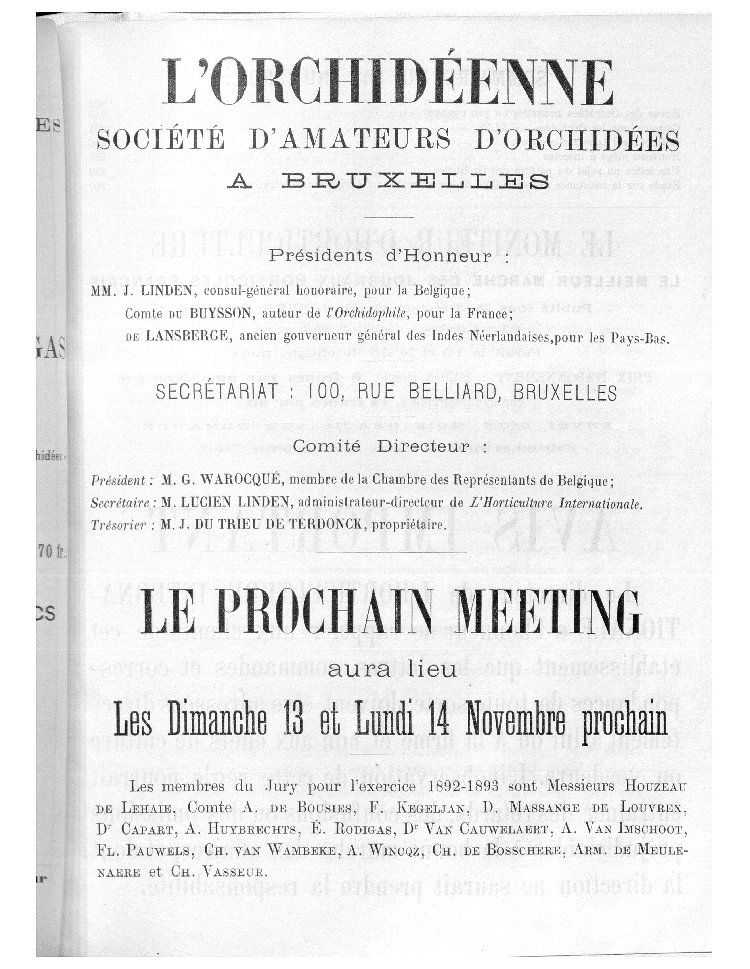 L'ORCHIDÉENNE
SOCIÉTÉ D'AMATEURS D'ORCHIDÉES
A BRUXELLES
Présidents d'Honneur :
MM. J. LINDEN, consul-général honoraire, pour la Belgique;
Comte DU BUYSSON, auteur de l'Orchidophile, pour la France;
DE LANSBERGE, ancien gouverneur général des Indes Néerlandaises, pour les Pays-Bas.
SECRÉTARIAT : 100, RUE BELLIARD, BRUXELLES
Comité Directeur :
Président : M. G. WAROCQUÉ, membre de la Chambre des Représentants de Belgique;
Secrétaire : M. LUCIEN LINDEN, administrateur-directeur de L'Horticulture Internationale.
Trésorier : M. J. DU TRIEU DE TERDONCK, propriétaire.
LE PROCHAIN MEETING
aura lieu
Les Dimanche 13 et Lundi 14 Novembre prochain
Les membres du Jury pour l'exercice 1892-1893 sont Messieurs HOUZEAU
DE LEHAIE, Comte A. DE BOUSIES, F. KEGELJAN, D. MASSANGE DE LOUVREX,
Dr CAPART, A. HUYBRECHTS, É. RODIGAS, Dr VAN CAUWELAERT, A. VAN IMSCHOOT,
FL. PAUWELS, CH. VAN WAMBEKE, A. WINCQZ, CH. DE BOSSCHERE, ARM. DE MEULE-
NAERE et CH. VASSEUR.